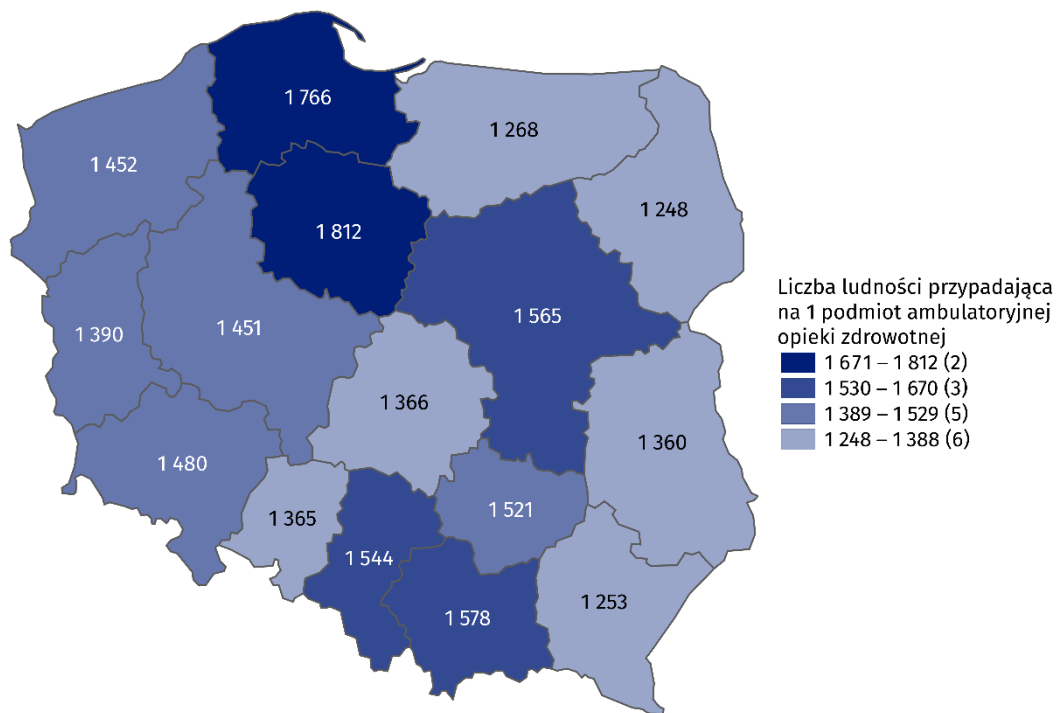 1 766
1 268
1 452
1 248
1 812
1 565
1 451
1 390
1 366
1 360
1 480
1 521
1 365
1 544
1 253
1 578
Liczba ludności przypadająca
na 1 podmiot ambulatoryjnej
opieki zdrowotnej
1 671 – 1 812 (2)
1 530 – 1 670 (3)
1 389 – 1 529 (5)
1 248 – 1 388 (6)